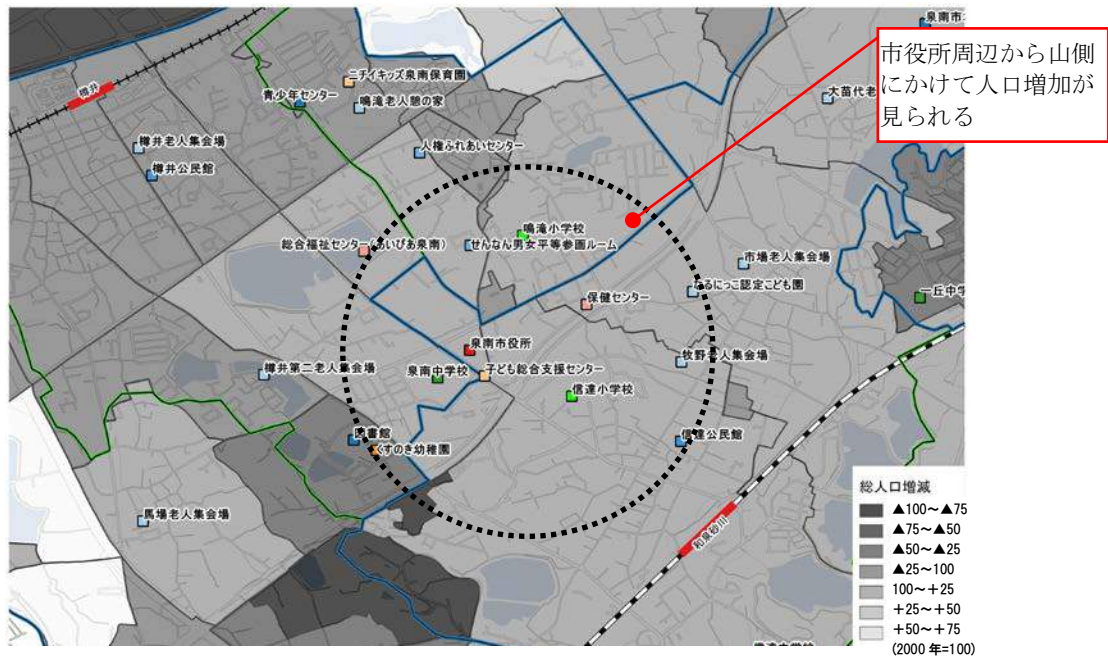 泉南市
市役所周辺から山側
にかけて人口増加が
見られる
樽井
ニチイキッズ泉南保育園
青少年センター
鳴滝老人憩の家
大苗代老
樽井老人集会場
人権ふれあいセンター
樽井公民館
鳴滝小学校
総合福祉センター(あいぴあ泉南)
せんなん男女平等参画ルーム
市場老人集会場
なるにっこ認定こども園
保健センター
一丘中学
泉南市役所
牧野老人集会場
樽井第二老人集会場
泉南中学校
子ども総合支援センター
信達小学校
図書館
くすのき幼稚園
信達公民館
馬場老人集会場
和泉砂川
総人口増減
▲100~▲75
▲75~▲50
▲50~▲25
▲25~100
100~+25
+25~+50
+50~+75
(2000 年=100)